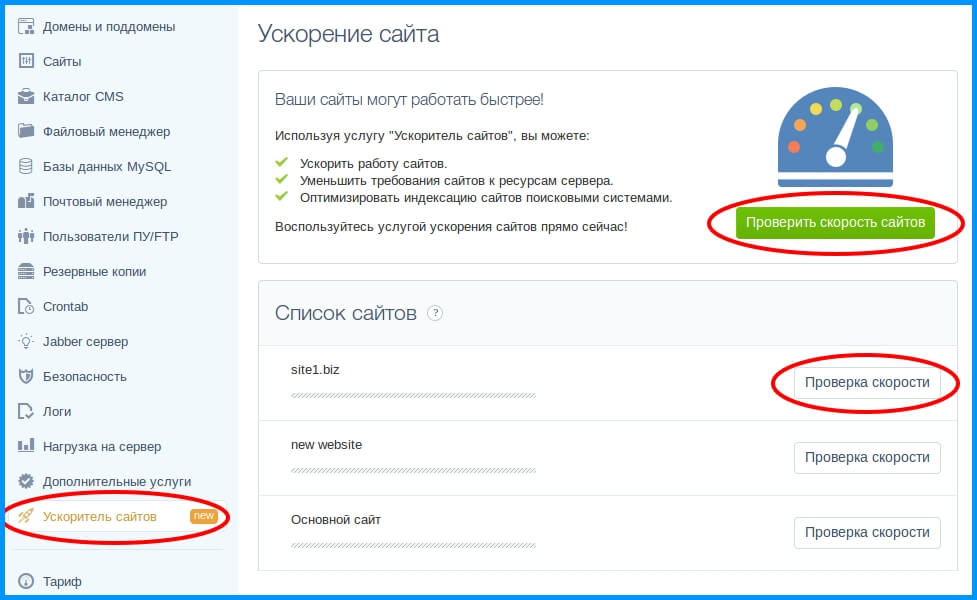 Домены и поддомены
Сайты
Каталог CMS
Файловый менеджер
Базы данных MySQL
Почтовый менеджер
Пользователи ПУ/FTP
Резервные копии
Crontab
Jabber сервер
Безопасность
Логи
Нагрузка на сервер
Дополнительные услуги
Ускоритель сайтов new
Тариф
Ускорение сайта
Ваши сайты могут работать быстрее!
Используя услугу "Ускоритель сайтов", вы можете:
Ускорить работу сайтов.
Уменьшить требования сайтов к ресурсам сервера.
Оптимизировать индексацию сайтов поисковыми системами.
Воспользуйтесь услугой ускорения сайтов прямо сейчас!
Проверить скорость сайтов
Список сайтов ?
site1.biz
Проверка скорости
new website
Проверка скорости
Основной сайт
Проверка скорости